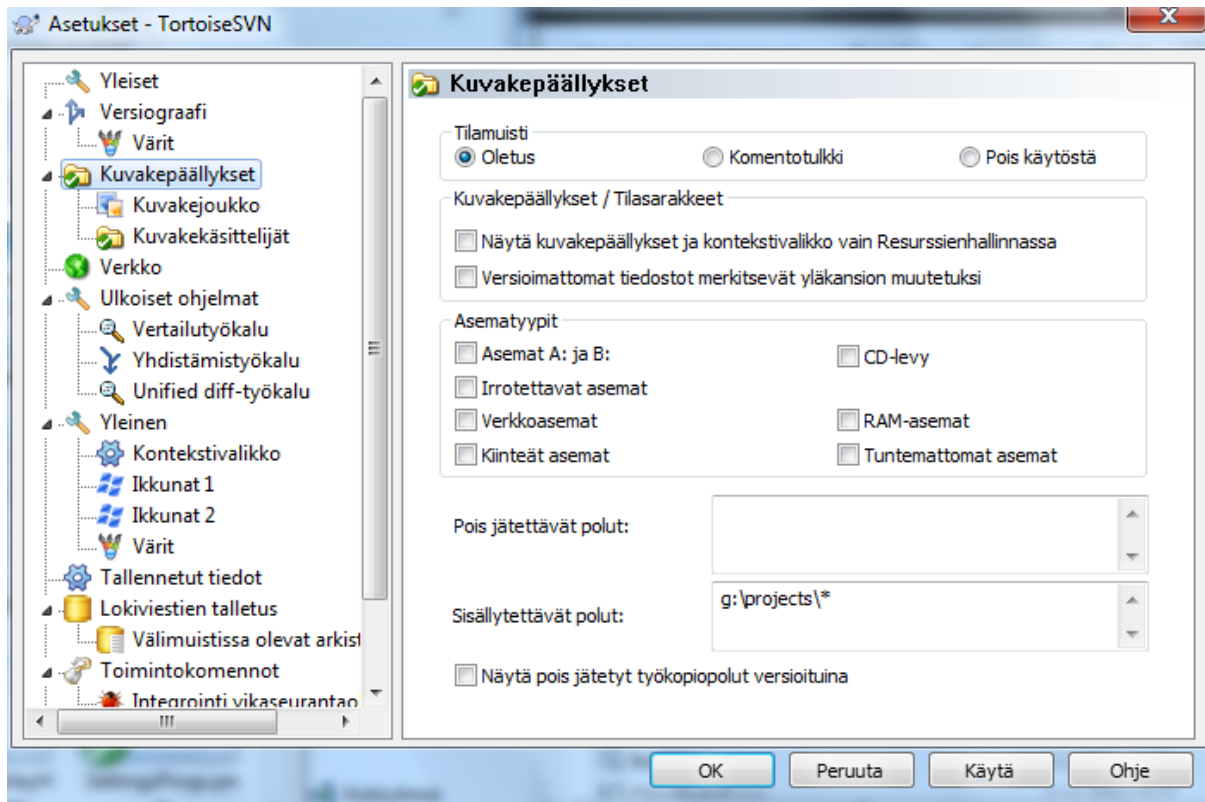 Asetukset - TortoiseSVN
Yleiset
Versiograafi
Värit
Kuvakepäällykset
Kuvakejoukko
Kuvakekäsittelijät
Verkko
Ulkoiset ohjelmat
Vertailutyökalu
Yhdistämistyökalu
Unified diff-työkalu
Yleinen
Kontekstivalikko
Ikkunat 1
Ikkunat 2
Värit
Tallennetut tiedot
Lokiviestien talletus
Välimuistissa olevat arkist
Toimintokomennot
Integrointi vikaseurantao
Kuvakepäällykset
Tilamuisti
Oletus Komentotulkki Pois käytöstä
Kuvakepäällykset / Tilasarakkeet
Näytä kuvakepäällykset ja kontekstivalikko vain Resurssienhallinnassa
Versioimattomat tiedostot merkitsevät yläkansion muutetuksi
Asematyypit
Asemat A: ja B: CD-levy
Irrotettavat asemat
Verkkoasemat RAM-asemat
Kiinteät asemat Tuntemattomat asemat
Pois jätettävät polut:
Sisällytettävät polut: g:\projects\*
Näytä pois jätetyt työkopiopolut versioituina
OK Peruuta Käytä Ohje